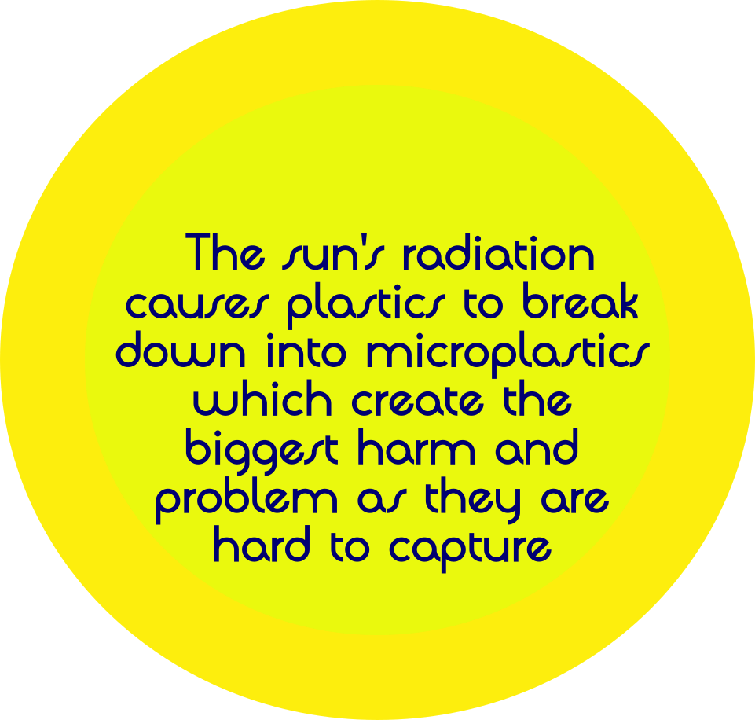 The sun's radiation
causes plastics to break
down into microplastics
which create the
biggest harm and
problem as they are
hard to capture